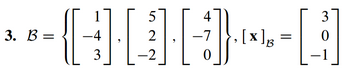 3. B = { [1 -4 3], [5 2 -2], [4 -7 0] }, [x]_B = [3 0 -1]